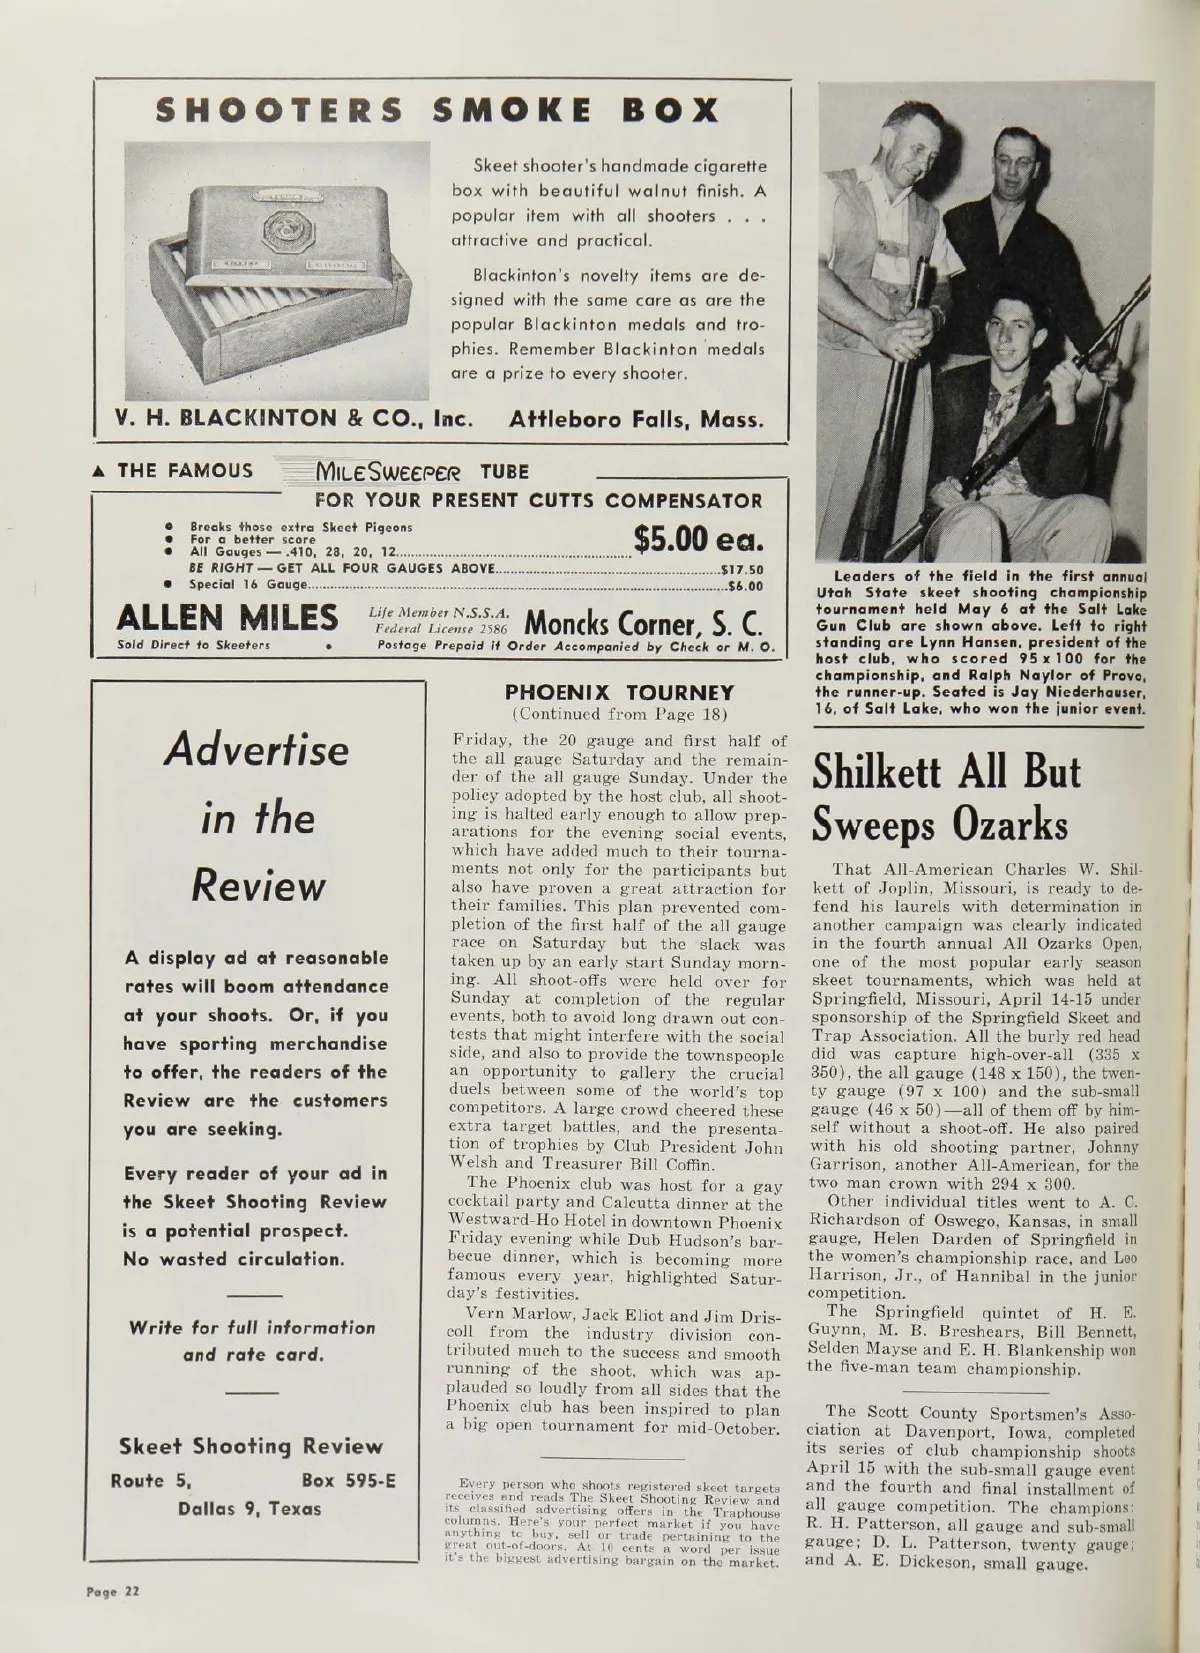 SHOOTERS SMOKE BOX
Skeet shooter's handmade cigarette
box with beautiful walnut finish. A
popular item with all shooters . . .
attractive and practical.
Blackinton's novelty items are de-
signed with the same care as are the
popular Blackinton medals and tro-
phies. Remember Blackinton medals
are a prize to every shooter.
V. H. BLACKINTON & CO., Inc. Attleboro Falls, Mass.
▲ THE FAMOUS MILESWEEPER TUBE
FOR YOUR PRESENT CUTTS COMPENSATOR
● Breaks those extra Skeet Pigeons
● For a better score
● All Gauges — .410, 28, 20, 12 $5.00 ea.
BE RIGHT — GET ALL FOUR GAUGES ABOVE $17.50
● Special 16 Gauge $6.00
ALLEN MILES Life Member N.S.S.A. Federal License 2586 Moncks Corner, S. C.
Sold Direct to Skeeters • Postage Prepaid if Order Accompanied by Check or M. O.
Advertise
in the
Review
A display ad at reasonable
rates will boom attendance
at your shoots. Or, if you
have sporting merchandise
to offer, the readers of the
Review are the customers
you are seeking.
Every reader of your ad in
the Skeet Shooting Review
is a potential prospect.
No wasted circulation.
Write for full information
and rate card.
Skeet Shooting Review
Route 5, Box 595-E
Dallas 9, Texas
PHOENIX TOURNEY
(Continued from Page 18)
Friday, the 20 gauge and first half of
the all gauge Saturday and the remain-
der of the all gauge Sunday. Under the
policy adopted by the host club, all shoot-
ing is halted early enough to allow prep-
arations for the evening social events,
which have added much to their tourna-
ments not only for the participants but
also have proven a great attraction for
their families. This plan prevented com-
pletion of the first half of the all gauge
race on Saturday but the slack was
taken up by an early start Sunday morn-
ing. All shoot-offs were held over for
Sunday at completion of the regular
events, both to avoid long drawn out con-
tests that might interfere with the social
side, and also to provide the townspeople
an opportunity to gallery the crucial
duels between some of the world's top
competitors. A large crowd cheered these
extra target battles, and the presenta-
tion of trophies by Club President John
Welsh and Treasurer Bill Coffin.
The Phoenix club was host for a gay
cocktail party and Calcutta dinner at the
Westward-Ho Hotel in downtown Phoenix
Friday evening while Dub Hudson's bar-
becue dinner, which is becoming more
famous every year, highlighted Satur-
day's festivities.
Vern Marlow, Jack Eliot and Jim Dris-
coll from the industry division con-
tributed much to the success and smooth
running of the shoot, which was ap-
plauded so loudly from all sides that the
Phoenix club has been inspired to plan
a big open tournament for mid-October.
Every person who shoots registered skeet targets
receives and reads The Skeet Shooting Review and
its classified advertising offers in the Traphouse
columns. Here's your perfect market if you have
anything to buy, sell or trade pertaining to the
great out-of-doors. At 10 cents a word per issue
it's the biggest advertising bargain on the market.
Leaders of the field in the first annual
Utah State skeet shooting championship
tournament held May 6 at the Salt Lake
Gun Club are shown above. Left to right
standing are Lynn Hansen, president of the
host club, who scored 95 x 100 for the
championship, and Ralph Naylor of Provo,
the runner-up. Seated is Jay Niederhauser,
16, of Salt Lake, who won the junior event.
Shilkett All But
Sweeps Ozarks
That All-American Charles W. Shil-
kett of Joplin, Missouri, is ready to de-
fend his laurels with determination in
another campaign was clearly indicated
in the fourth annual All Ozarks Open,
one of the most popular early season
skeet tournaments, which was held at
Springfield, Missouri, April 14-15 under
sponsorship of the Springfield Skeet and
Trap Association. All the burly red head
did was capture high-over-all (335 x
350), the all gauge (148 x 150), the twen-
ty gauge (97 x 100) and the sub-small
gauge (46 x 50)—all of them off by him-
self without a shoot-off. He also paired
with his old shooting partner, Johnny
Garrison, another All-American, for the
two man crown with 294 x 300.
Other individual titles went to A. C.
Richardson of Oswego, Kansas, in small
gauge, Helen Darden of Springfield in
the women's championship race, and Leo
Harrison, Jr., of Hannibal in the junior
competition.
The Springfield quintet of H. E.
Guynn, M. B. Breshears, Bill Bennett,
Selden Mayse and E. H. Blankenship won
the five-man team championship.
The Scott County Sportsmen's Asso-
ciation at Davenport, Iowa, completed
its series of club championship shoots
April 15 with the sub-small gauge event
and the fourth and final installment of
all gauge competition. The champions:
R. H. Patterson, all gauge and sub-small
gauge; D. L. Patterson, twenty gauge;
and A. E. Dickeson, small gauge.
Page 22